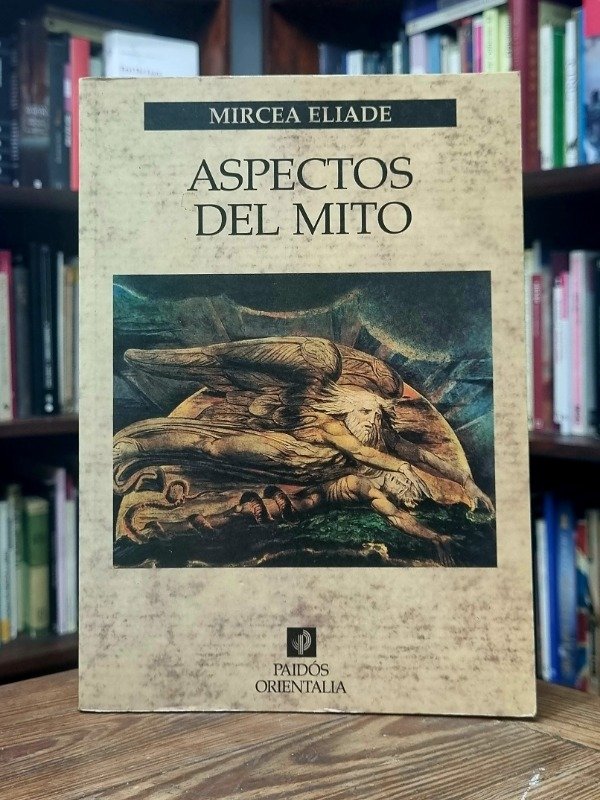 MIRCEA ELIADE
ASPECTOS
DEL MITO
PAIDÓS
ORIENTALIA